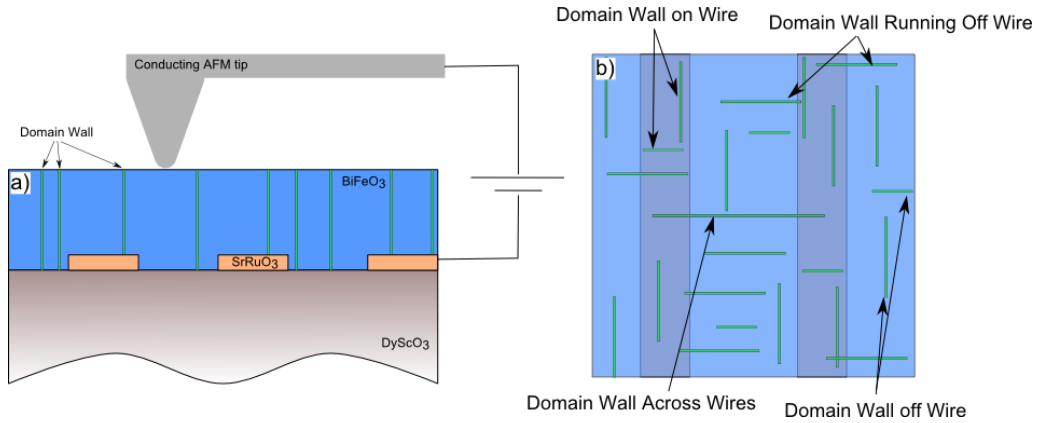 Conducting AFM tip
Domain Wall
a)
BiFeO3
SrRuO3
DyScO3
Domain Wall on Wire
Domain Wall Running Off Wire
b)
Domain Wall Across Wires
Domain Wall off Wire